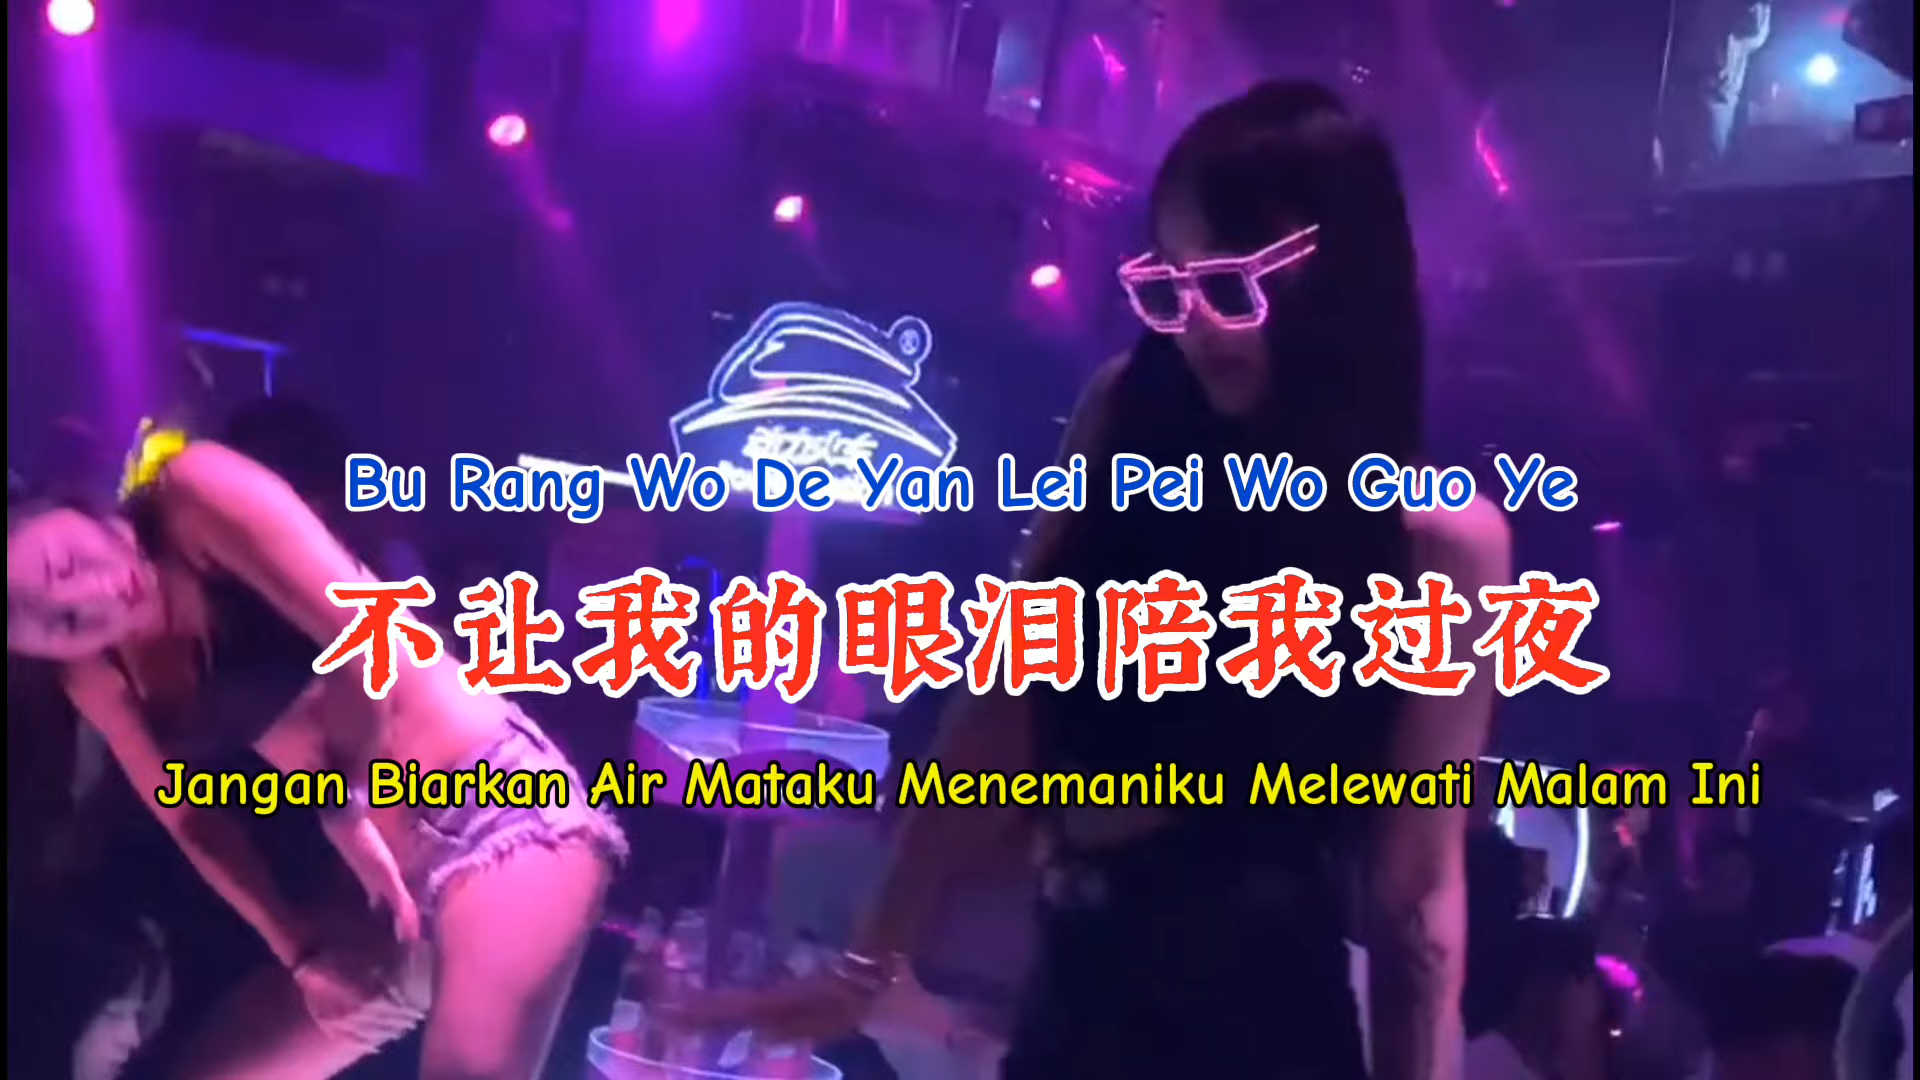 Bu Rang Wo De Yan Lei Pei Wo Guo Ye
不让我的眼泪陪我过夜
Jangan Biarkan Air Mataku Menemaniku Melewati Malam Ini